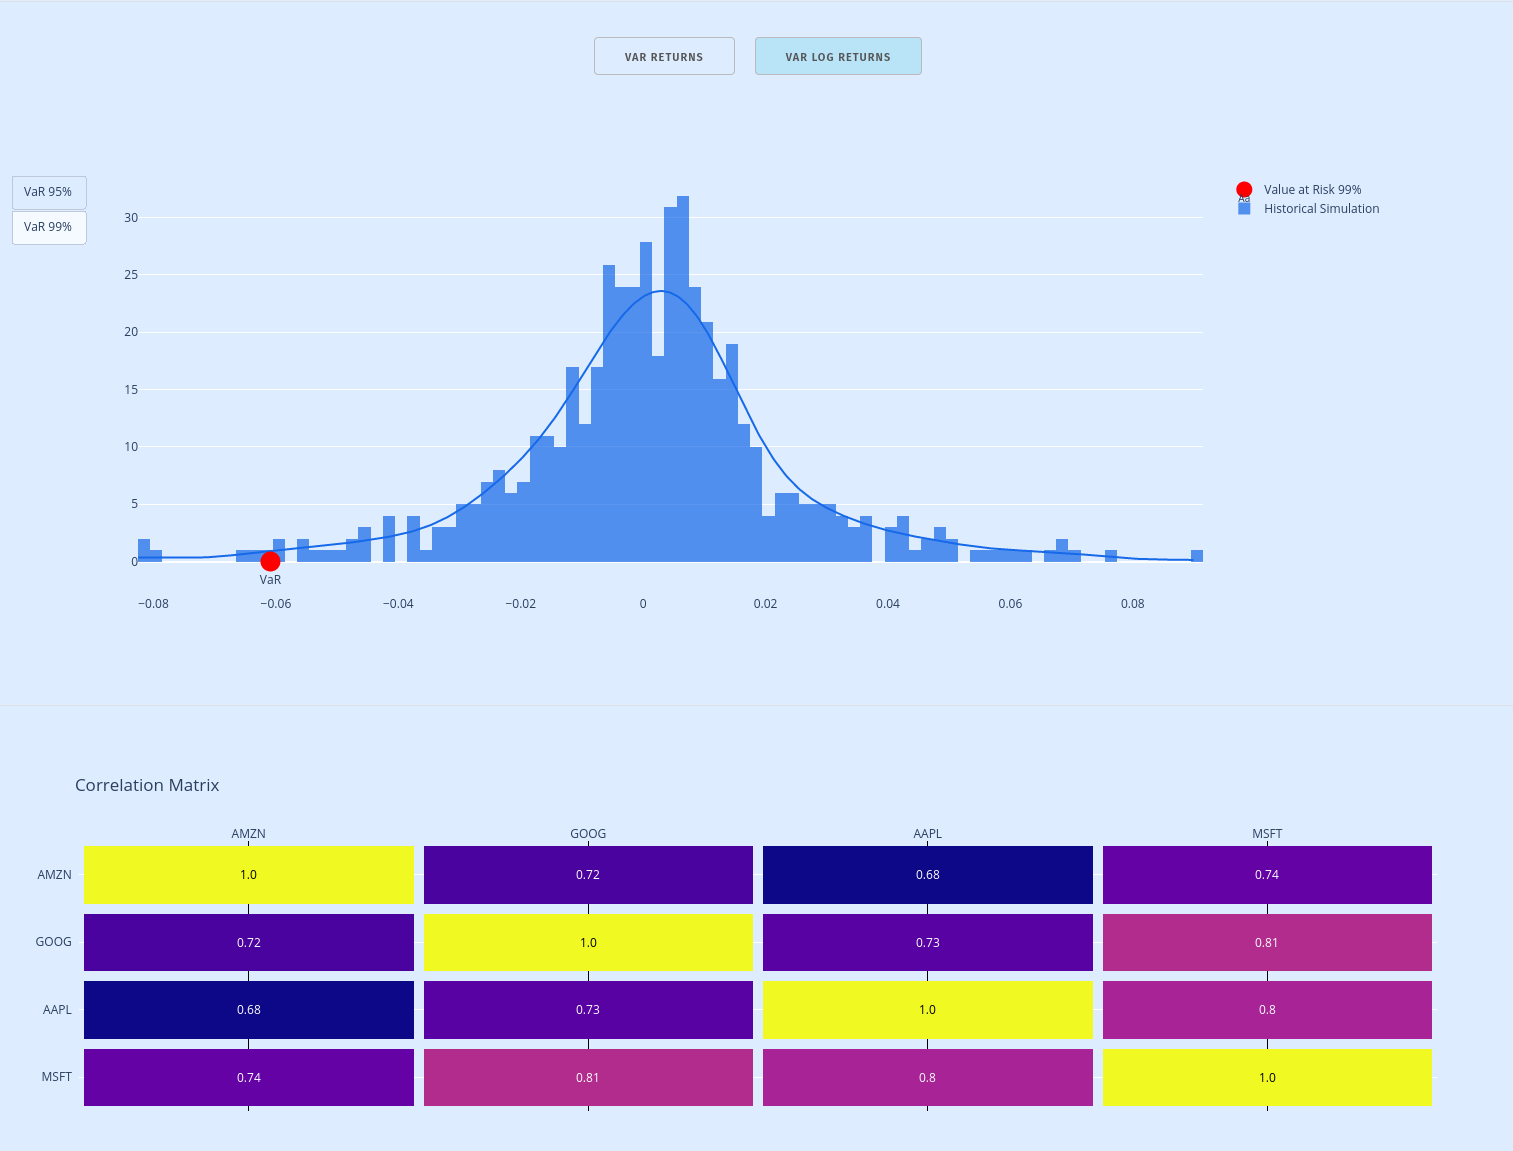 VAR RETURNS VAR LOG RETURNS
VaR 95%
VaR 99%
Value at Risk 99%
Aa
Historical Simulation
30
25
20
15
10
5
0
VaR
−0.08 −0.06 −0.04 −0.02 0 0.02 0.04 0.06 0.08
Correlation Matrix
AMZN GOOG AAPL MSFT
AMZN 1.0 0.72 0.68 0.74
GOOG 0.72 1.0 0.73 0.81
AAPL 0.68 0.73 1.0 0.8
MSFT 0.74 0.81 0.8 1.0